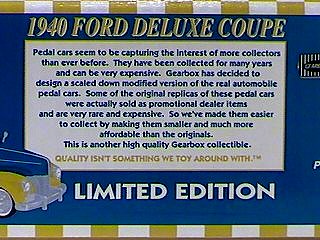 1940 FORD DELUXE COUPE
Pedal cars seem to be capturing the interest of more collectors
than ever before. They have been collected for many years
and can be very expensive. Gearbox has decided to
design a scaled down modified version of the real automobile
pedal cars. Some of the original replicas of these pedal cars
were actually sold as promotional dealer items
and are very rare and expensive. So we've made them easier
to collect by making them smaller and much more
affordable than the originals.
This is another high quality Gearbox collectible.
QUALITY ISN'T SOMETHING WE TOY AROUND WITH.™
LIMITED EDITION
P